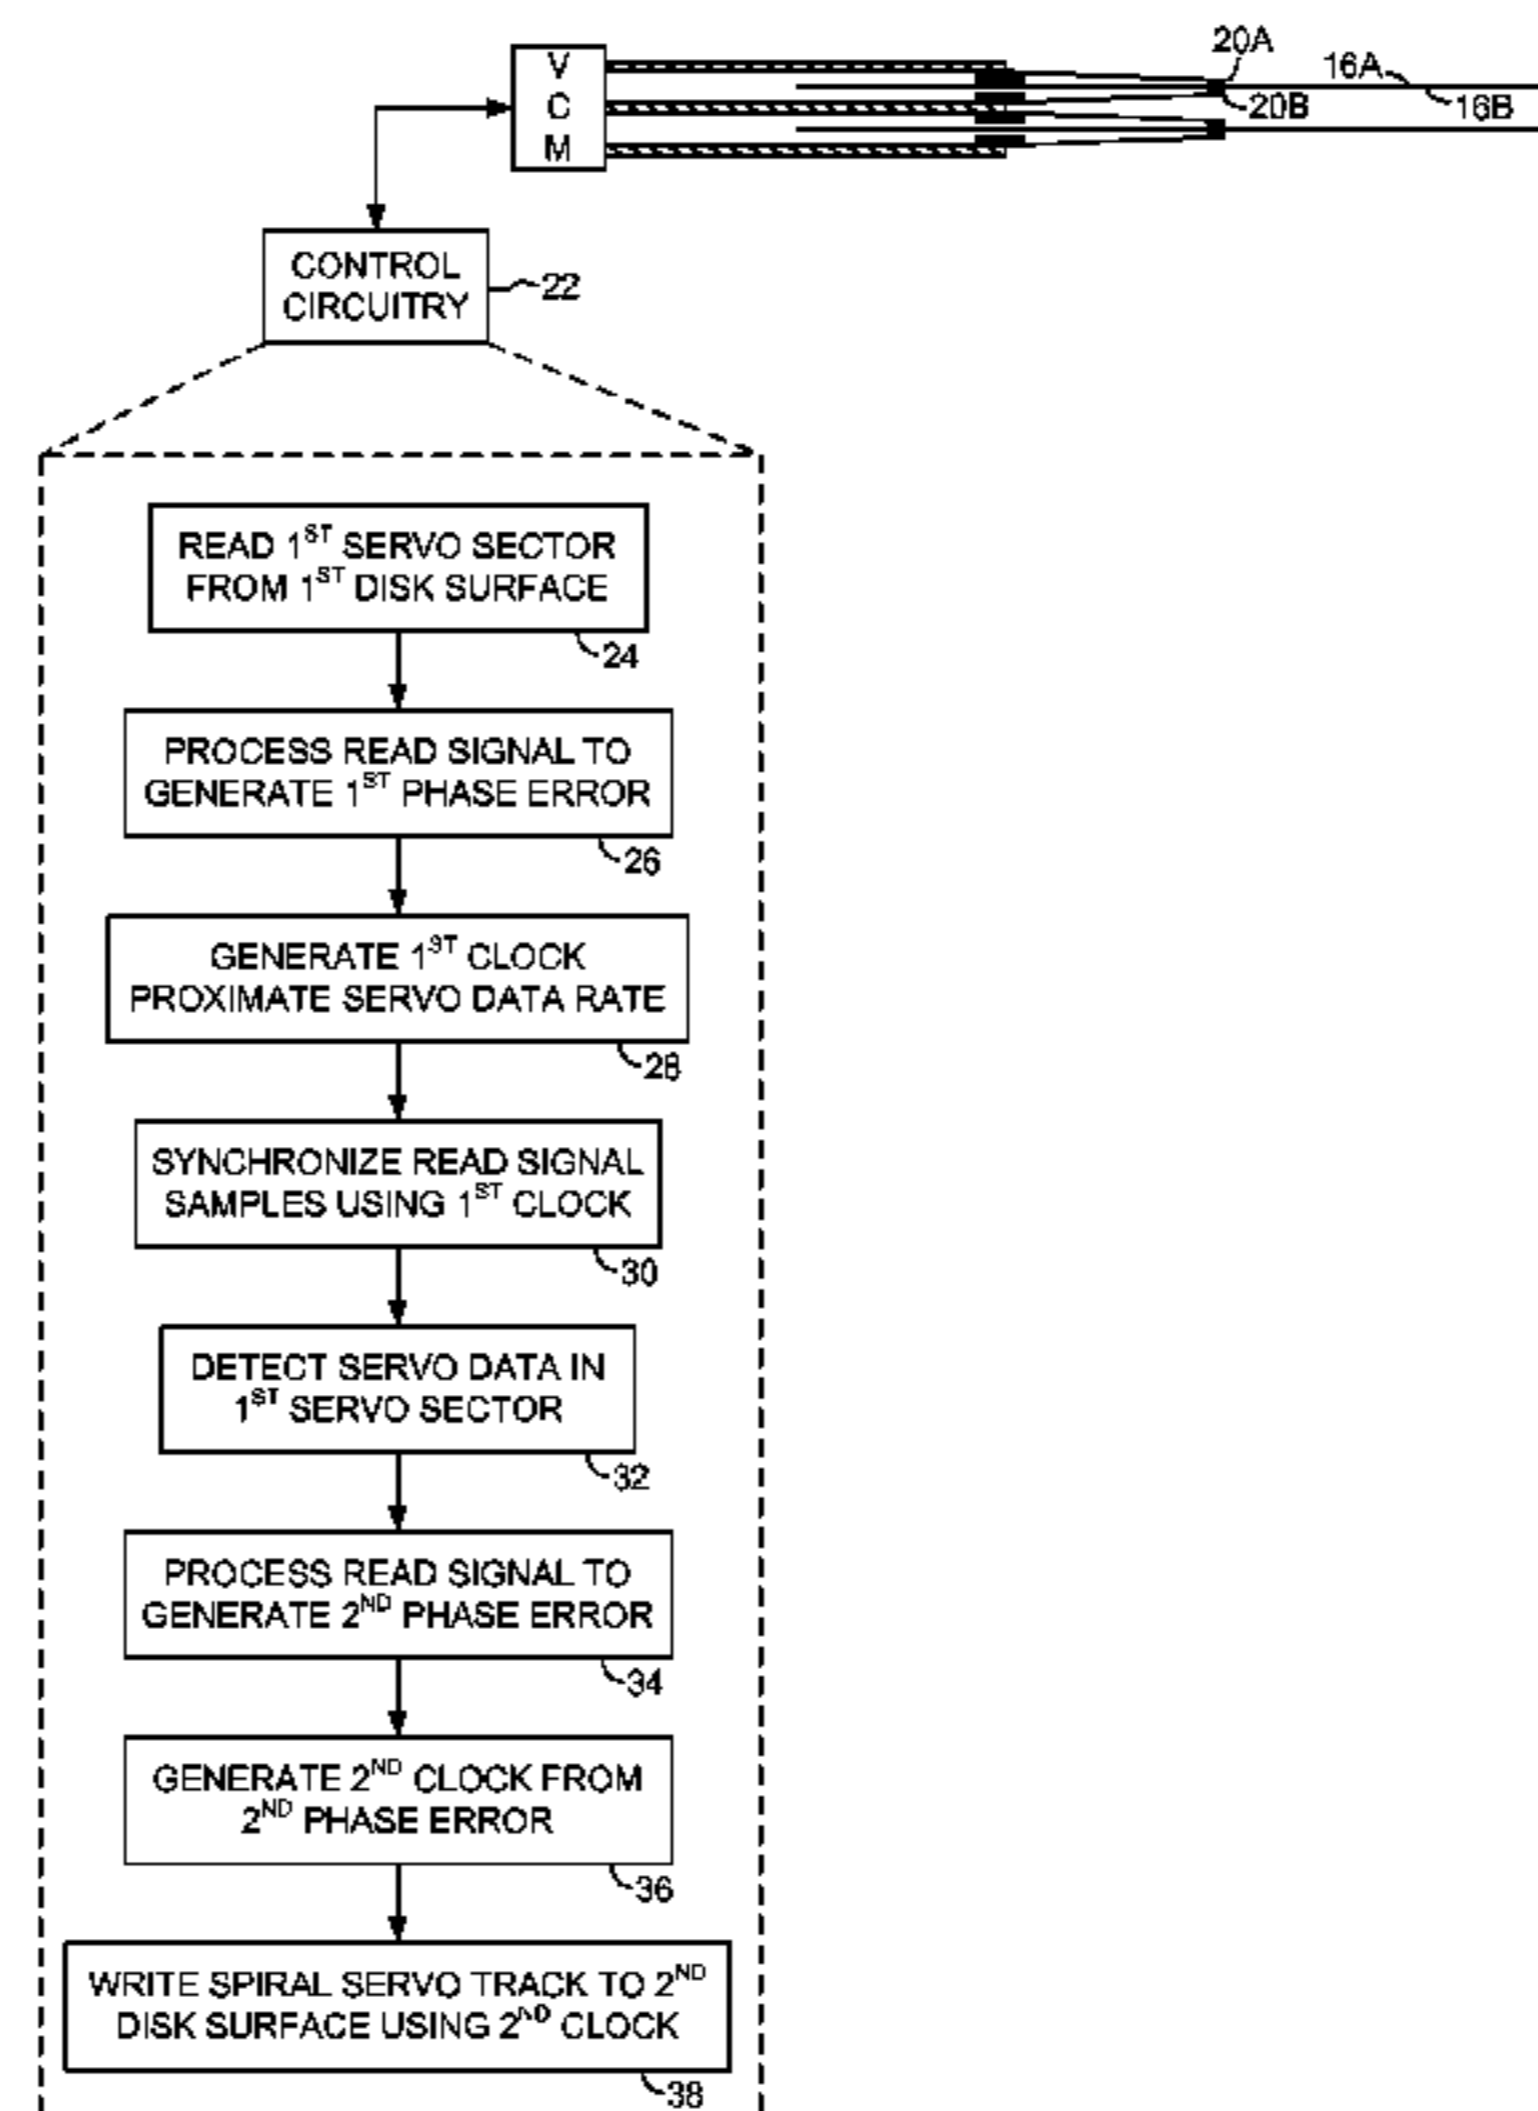 V
C
M
20A
16A
20B
16B
CONTROL
CIRCUITRY
22
READ 1ST SERVO SECTOR
FROM 1ST DISK SURFACE
24
PROCESS READ SIGNAL TO
GENERATE 1ST PHASE ERROR
26
GENERATE 1ST CLOCK
PROXIMATE SERVO DATA RATE
28
SYNCHRONIZE READ SIGNAL
SAMPLES USING 1ST CLOCK
30
DETECT SERVO DATA IN
1ST SERVO SECTOR
32
PROCESS READ SIGNAL TO
GENERATE 2ND PHASE ERROR
34
GENERATE 2ND CLOCK FROM
2ND PHASE ERROR
36
WRITE SPIRAL SERVO TRACK TO 2ND
DISK SURFACE USING 2ND CLOCK
38